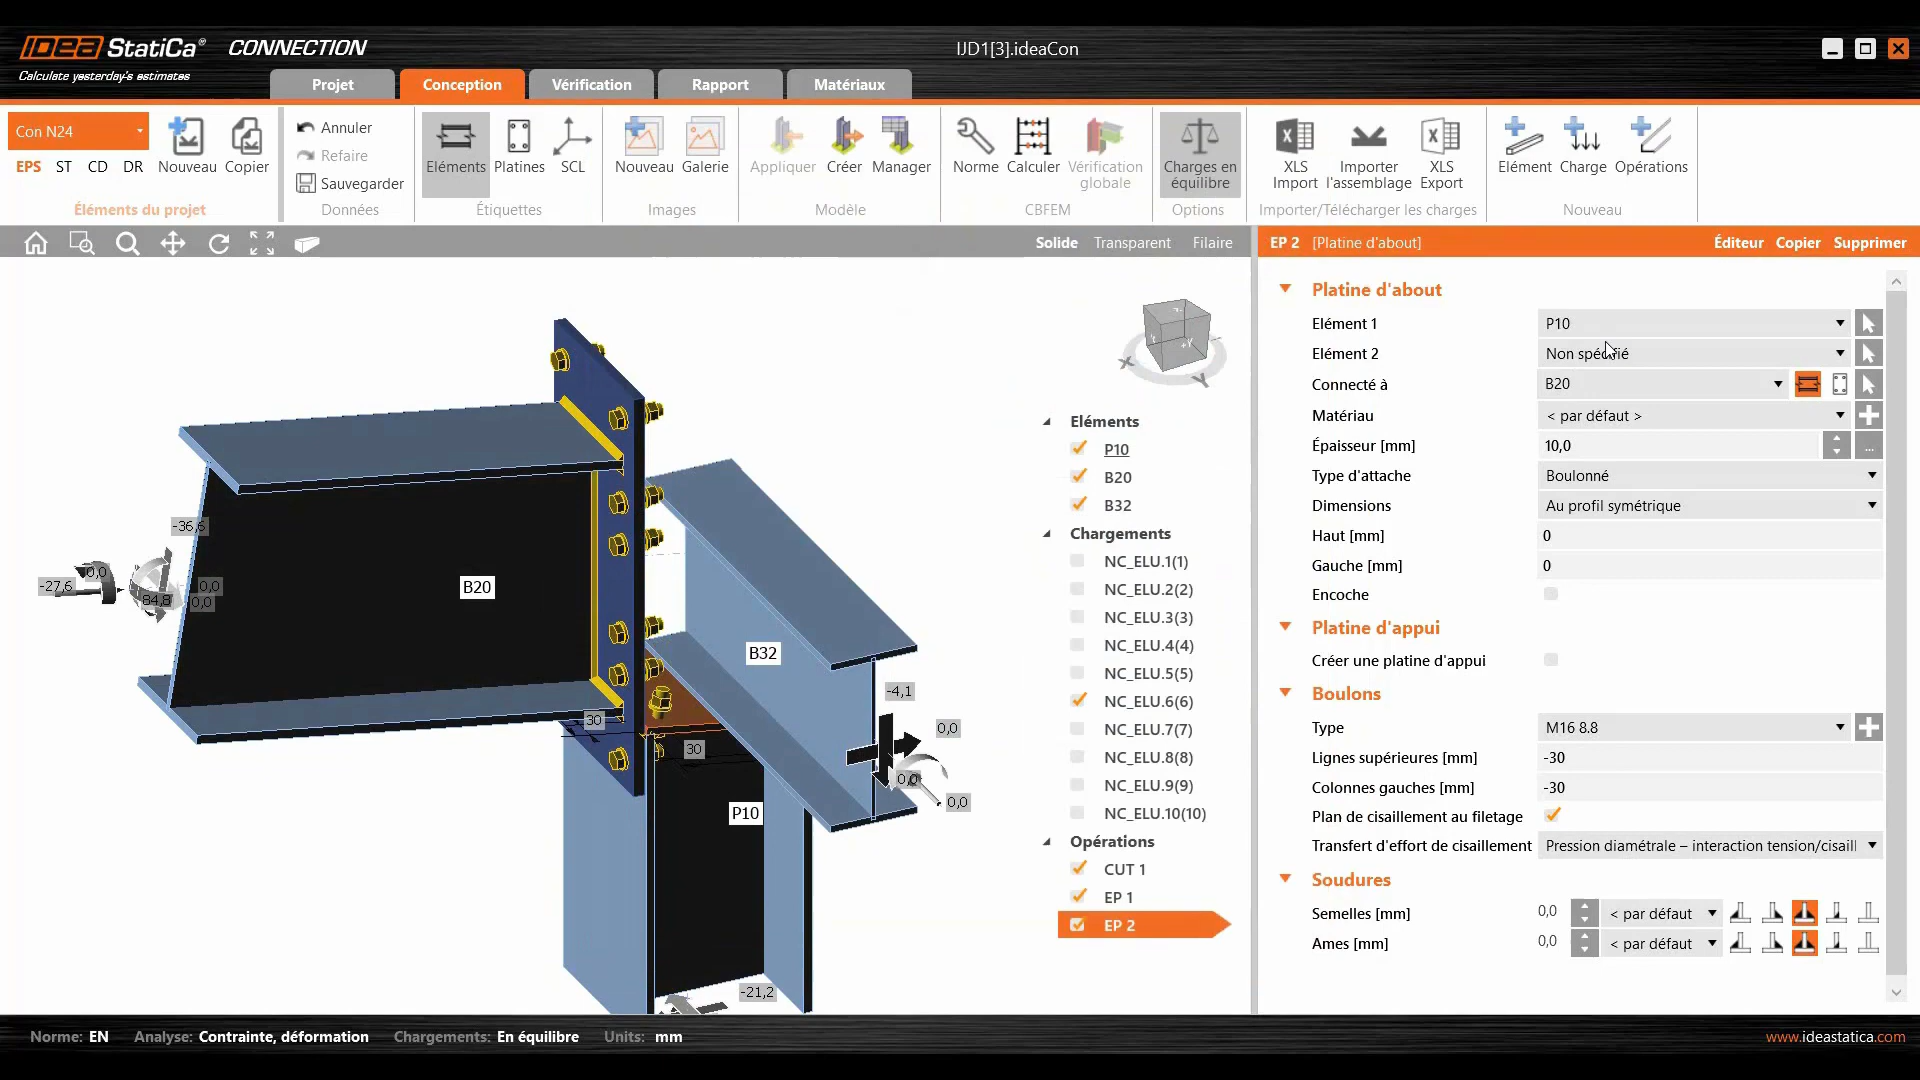 IDEA StatiCa® CONNECTION
Calculate yesterday's estimates
IJD1[3].ideaCon
Projet
Conception
Vérification
Rapport
Matériaux
Con N24
EPS ST CD DR
Nouveau
Copier
Éléments du projet
Annuler
Refaire
Sauvegarder
Données
Eléments
Platines
SCL
Étiquettes
Nouveau
Galerie
Images
Appliquer
Créer
Manager
Modèle
Norme
Calculer
Vérification
globale
CBFEM
Charges en
équilibre
Options
XLS
Import
Importer
l'assemblage
XLS
Export
Importer/Télécharger les charges
Elément
Charge
Opérations
Nouveau
Solide Transparent Filaire
EP 2 [Platine d'about]
Éditeur Copier Supprimer
-36,6
-27,6
0,0
84,8
0,0
0,0
B20
B32
P10
30
30
-4,1
0,0
0,0
0,0
-21,2
X
Y
+Y
Eléments
P10
B20
B32
Chargements
NC_ELU.1(1)
NC_ELU.2(2)
NC_ELU.3(3)
NC_ELU.4(4)
NC_ELU.5(5)
NC_ELU.6(6)
NC_ELU.7(7)
NC_ELU.8(8)
NC_ELU.9(9)
NC_ELU.10(10)
Opérations
CUT 1
EP 1
EP 2
Platine d'about
Elément 1 P10
Elément 2 Non spécifié
Connecté à B20
Matériau < par défaut >
Épaisseur [mm] 10,0 ...
Type d'attache Boulonné
Dimensions Au profil symétrique
Haut [mm] 0
Gauche [mm] 0
Encoche
Platine d'appui
Créer une platine d'appui
Boulons
Type M16 8.8
Lignes supérieures [mm] -30
Colonnes gauches [mm] -30
Plan de cisaillement au filetage
Transfert d'effort de cisaillement Pression diamétrale – interaction tension/cisaill
Soudures
Semelles [mm] 0,0 < par défaut
Ames [mm] 0,0 < par défaut
Norme: EN Analyse: Contrainte, déformation Chargements: En équilibre Units: mm
www.ideastatica.com